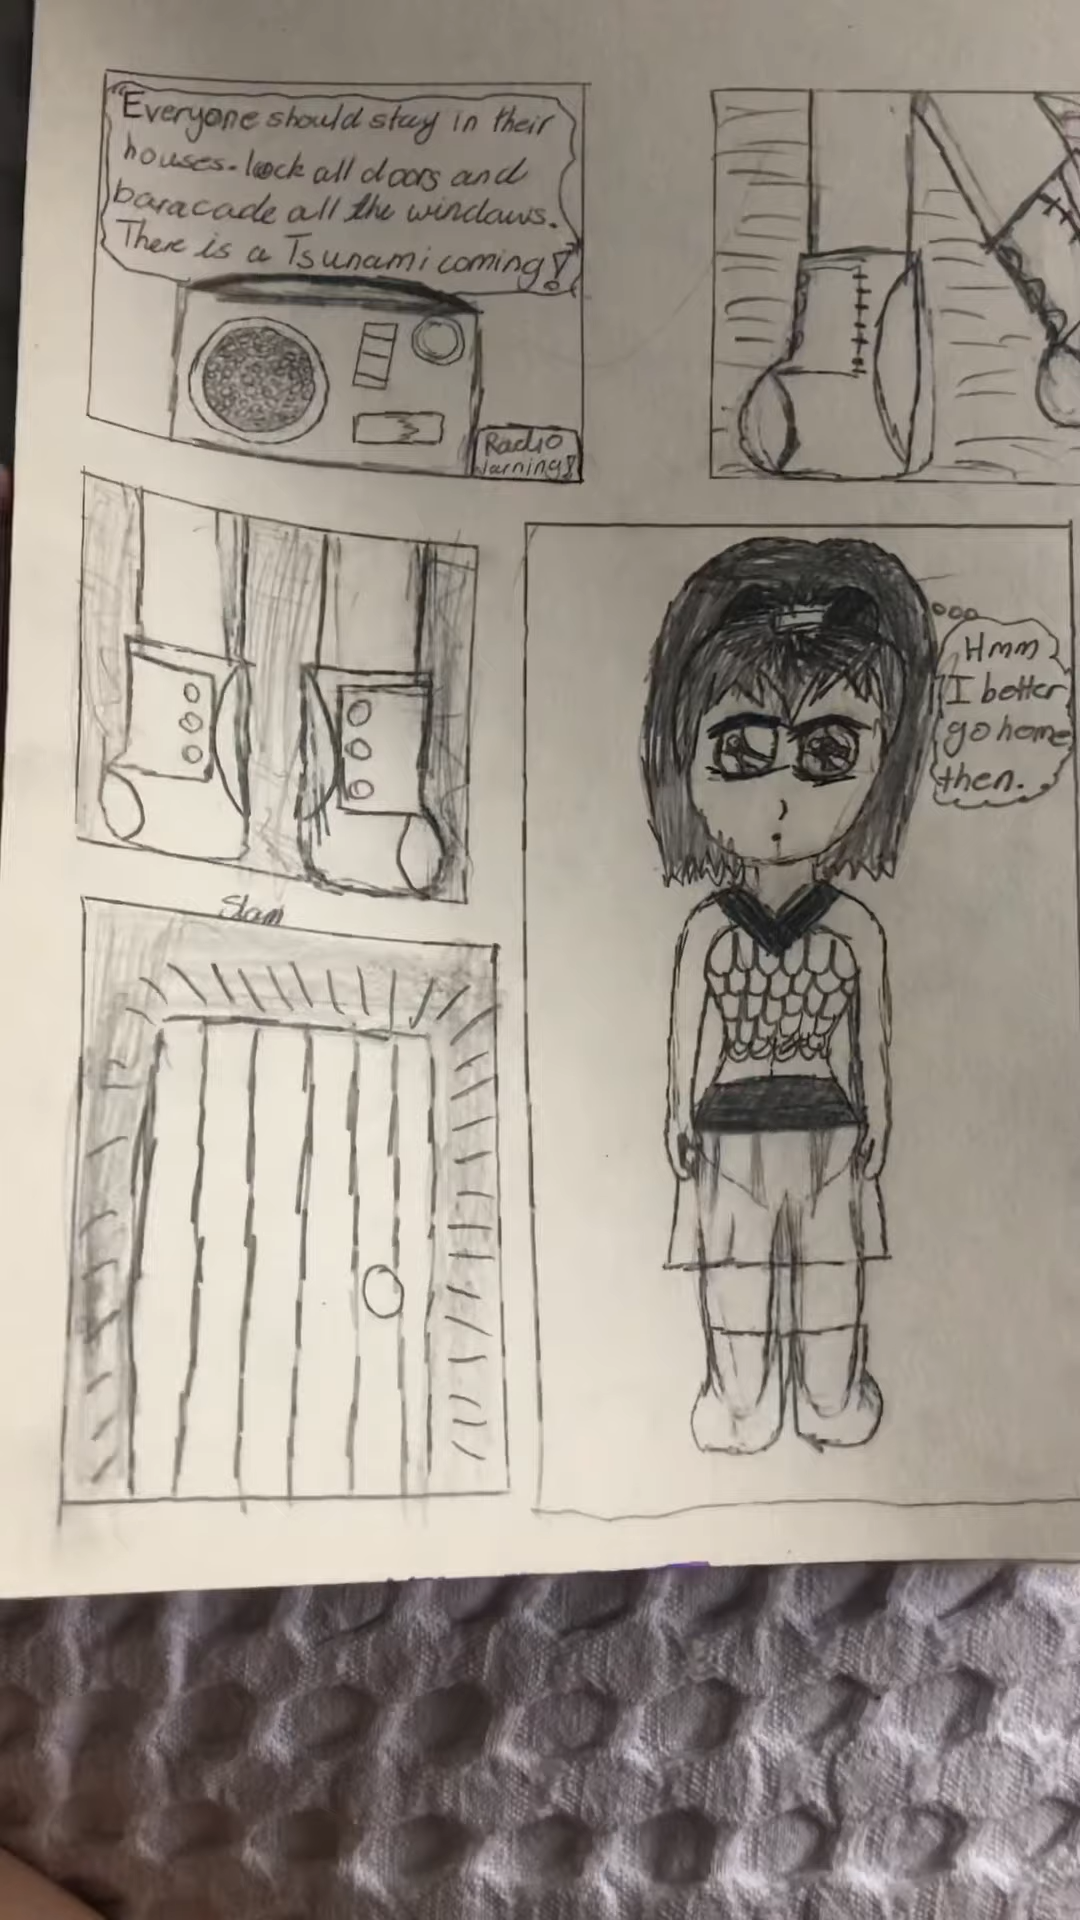 "Everyone should stay in their
houses. lock all doors and
baracade all the windows.
There is a Tsunami coming!
Radio
Warning!
Hmm
I better
go home
then.
Slam